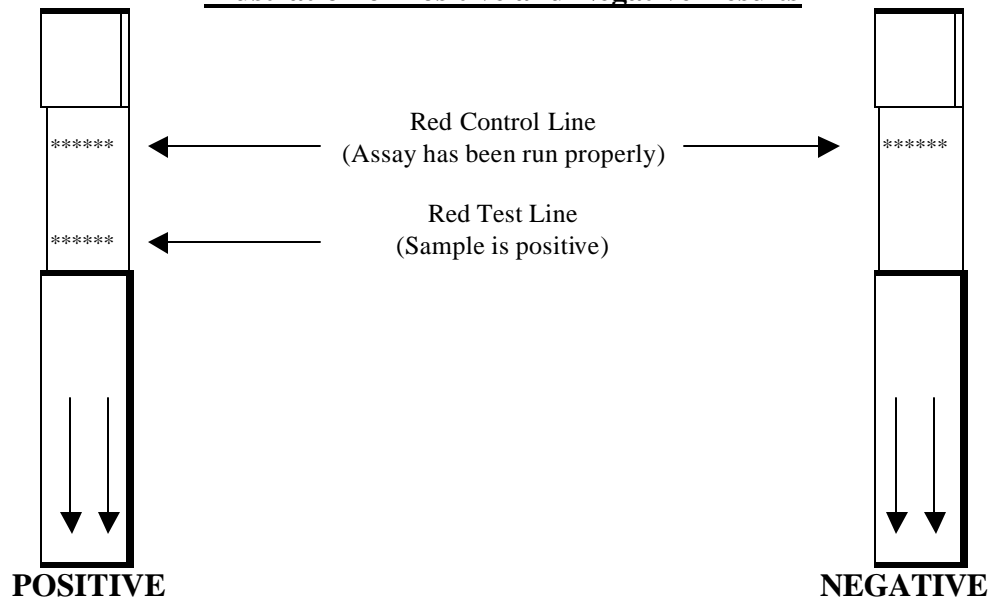 ****** Red Control Line ******
(Assay has been run properly)
****** Red Test Line
(Sample is positive)
POSITIVE NEGATIVE